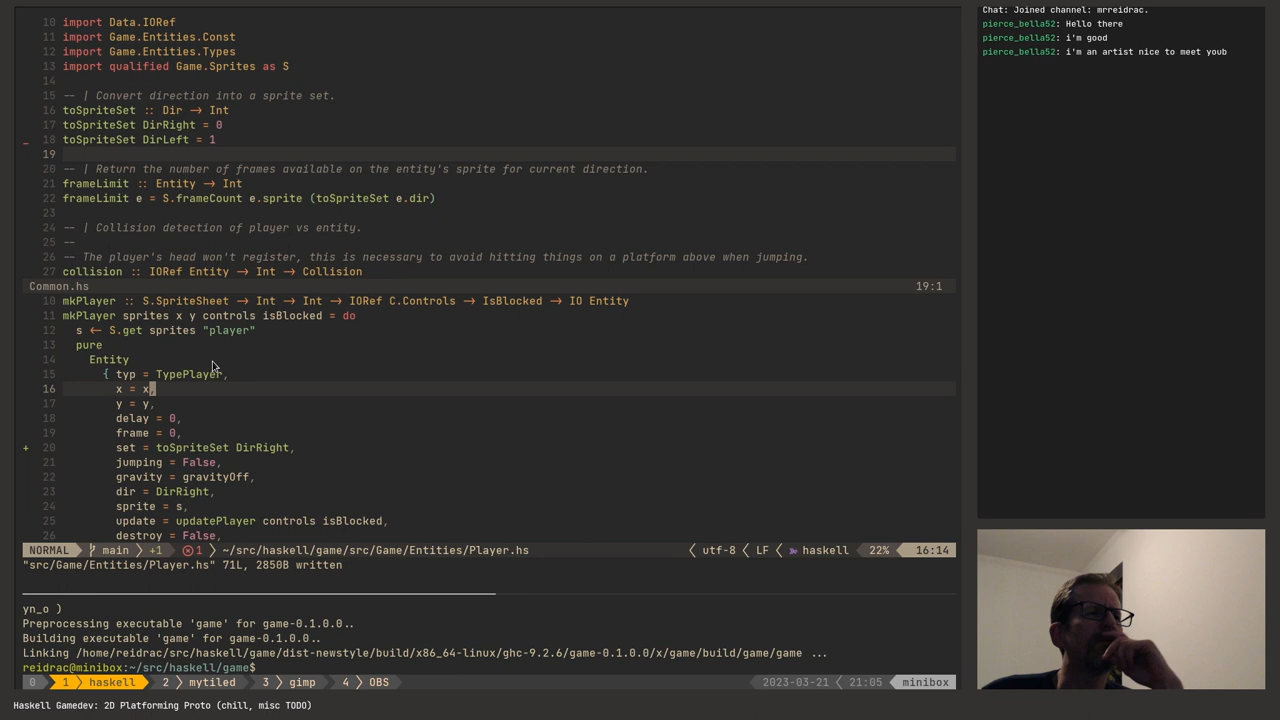 10 import Data.IORef
11 import Game.Entities.Const
12 import Game.Entities.Types
13 import qualified Game.Sprites as S
14
15 -- | Convert direction into a sprite set.
16 toSpriteSet :: Dir → Int
17 toSpriteSet DirRight = 0
_ 18 toSpriteSet DirLeft = 1
19
20 -- | Return the number of frames available on the entity's sprite for current direction.
21 frameLimit :: Entity → Int
22 frameLimit e = S.frameCount e.sprite (toSpriteSet e.dir)
23
24 -- | Collision detection of player vs entity.
25 --
26 -- The player's head won't register, this is necessary to avoid hitting things on a platform above when jumping.
27 collision :: IORef Entity → Int → Collision
Common.hs 19:1
10 mkPlayer :: S.SpriteSheet → Int → Int → IORef C.Controls → IsBlocked → IO Entity
11 mkPlayer sprites x y controls isBlocked = do
12 s ← S.get sprites "player"
13 pure
14 Entity
15 { typ = TypePlayer,
16 x = x,
17 y = y,
18 delay = 0,
19 frame = 0,
+ 20 set = toSpriteSet DirRight,
21 jumping = False,
22 gravity = gravityOff,
23 dir = DirRight,
24 sprite = s,
25 update = updatePlayer controls isBlocked,
26 destroy = False,
NORMAL main +1 1 ~/src/haskell/game/src/Game/Entities/Player.hs utf-8 LF haskell 22% 16:14
"src/Game/Entities/Player.hs" 71L, 2850B written
yn_o )
Preprocessing executable 'game' for game-0.1.0.0..
Building executable 'game' for game-0.1.0.0..
Linking /home/reidrac/src/haskell/game/dist-newstyle/build/x86_64-linux/ghc-9.2.6/game-0.1.0.0/x/game/build/game/game ...
reidrac@minibox:~/src/haskell/game$
0 1 haskell 2 mytiled 3 gimp 4 OBS 2023-03-21 21:05 minibox
Haskell Gamedev: 2D Platforming Proto (chill, misc TODO)
Chat: Joined channel: mrreidrac.
pierce_bella52: Hello there
pierce_bella52: i'm good
pierce_bella52: i'm an artist nice to meet youb